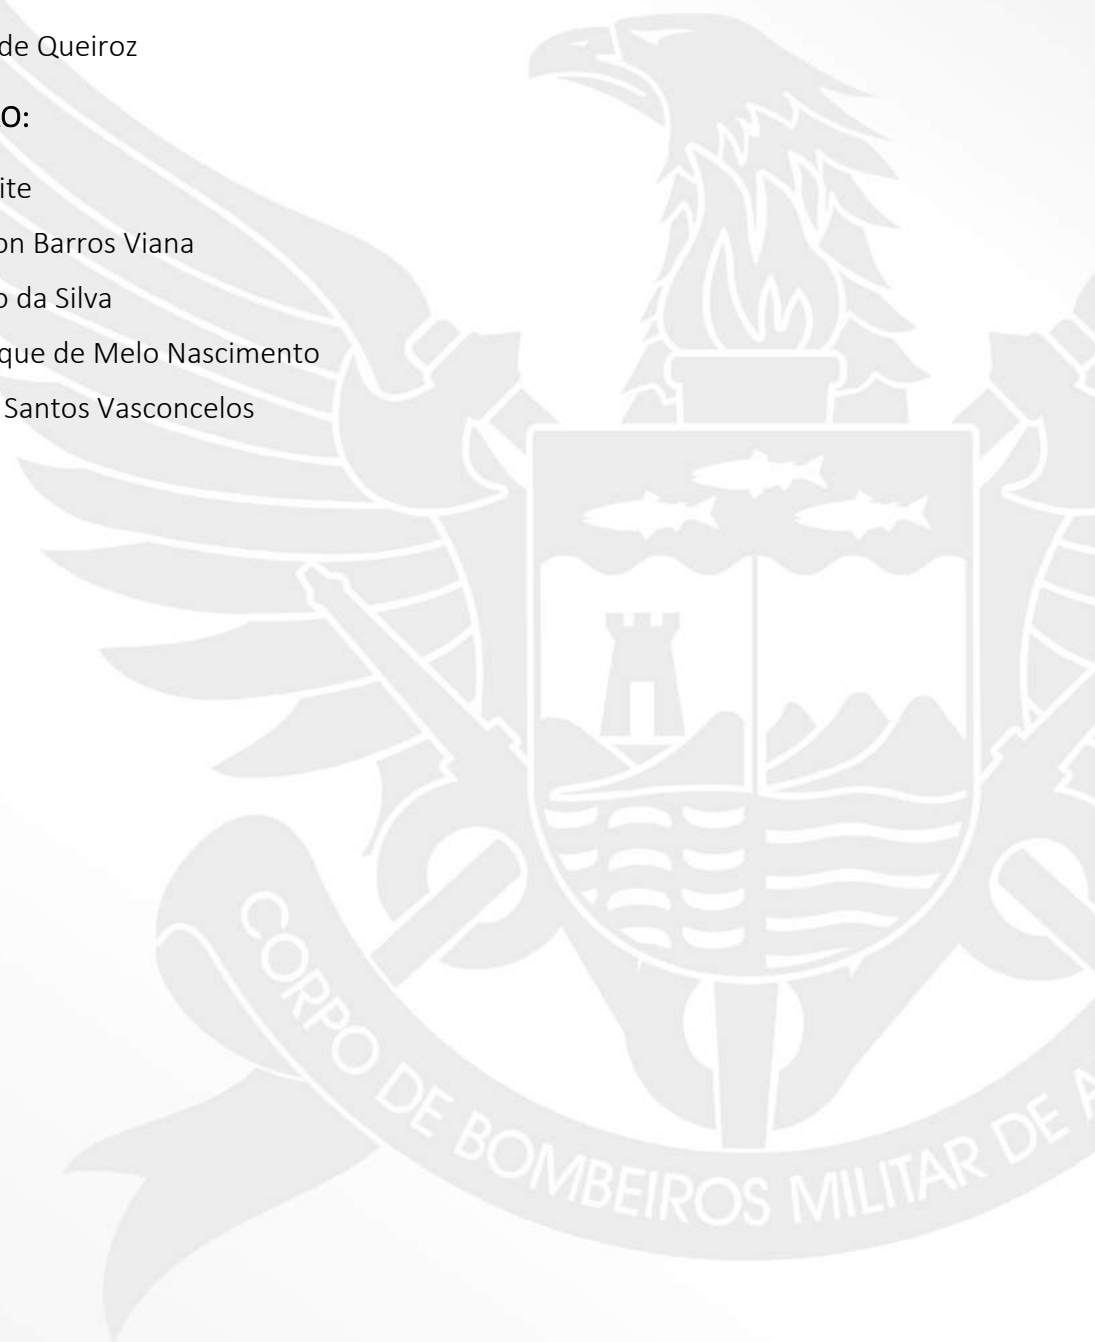 de Queiroz
O:
ite
on Barros Viana
o da Silva
que de Melo Nascimento
Santos Vasconcelos
CORPO DE BOMBEIROS MILITAR DE A